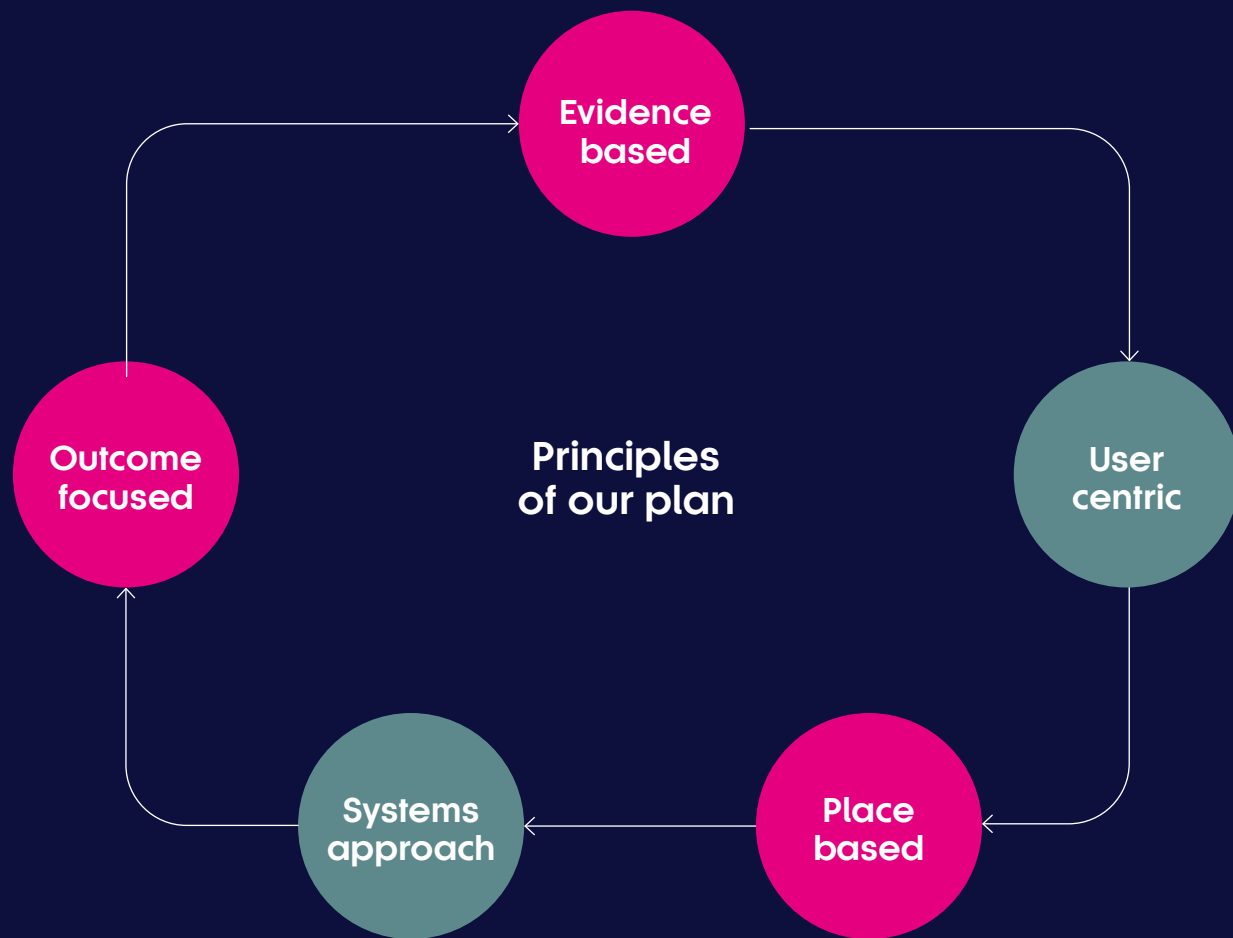 Evidence
based
Outcome
focused
Principles
of our plan
User
centric
Systems
approach
Place
based